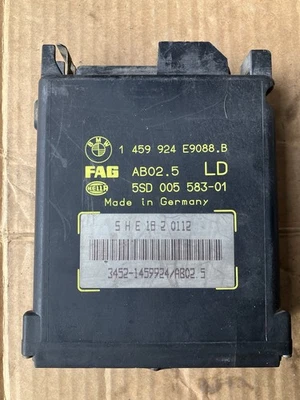 BMW
1 459 924 E9088.B
FAG AB02.5 LD
HELLA 5SD 005 583-01
Made in Germany
S H E 18 2 0112
3452-1459924/AB02.5